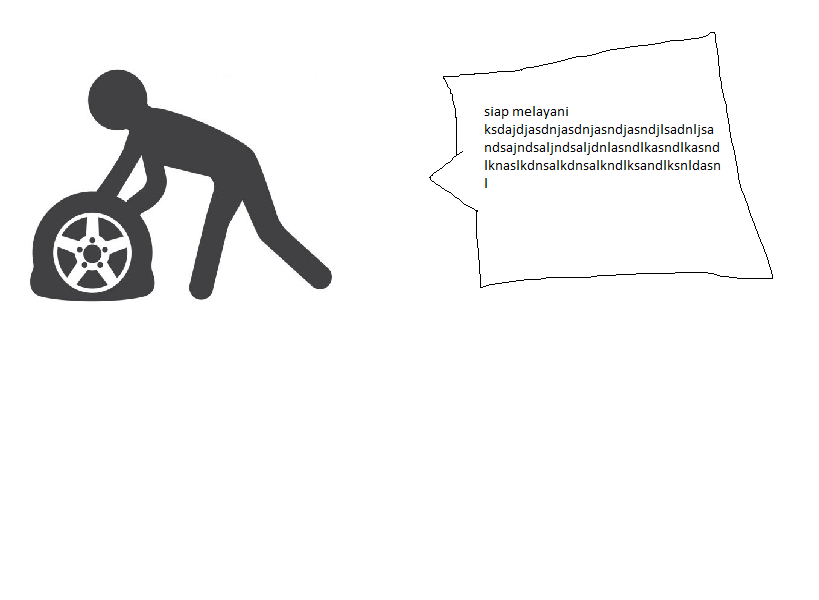 siap melayani
ksdajdjasdnjasdnjasndjasndjlsadnljsa
ndsajndsaljndsaljdnlasndlkasndlkasnd
lknaslkdnsalkdnsalkndlksandlksnldasn
l